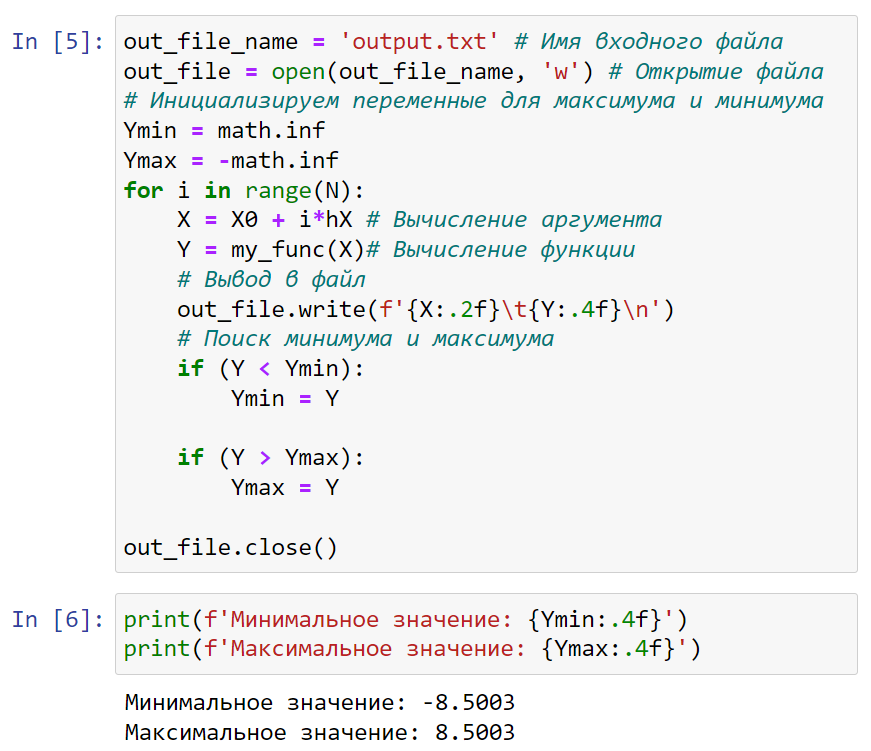 In [5]: out_file_name = 'output.txt' # Имя входного файла
out_file = open(out_file_name, 'w') # Открытие файла
# Инициализируем переменные для максимума и минимума
Ymin = math.inf
Ymax = -math.inf
for i in range(N):
    X = X0 + i*hX # Вычисление аргумента
    Y = my_func(X)# Вычисление функции
    # Вывод в файл
    out_file.write(f'{X:.2f}\t{Y:.4f}\n')
    # Поиск минимума и максимума
    if (Y < Ymin):
        Ymin = Y
    if (Y > Ymax):
        Ymax = Y
out_file.close()
In [6]: print(f'Минимальное значение: {Ymin:.4f}')
print(f'Максимальное значение: {Ymax:.4f}')
Минимальное значение: -8.5003
Максимальное значение: 8.5003